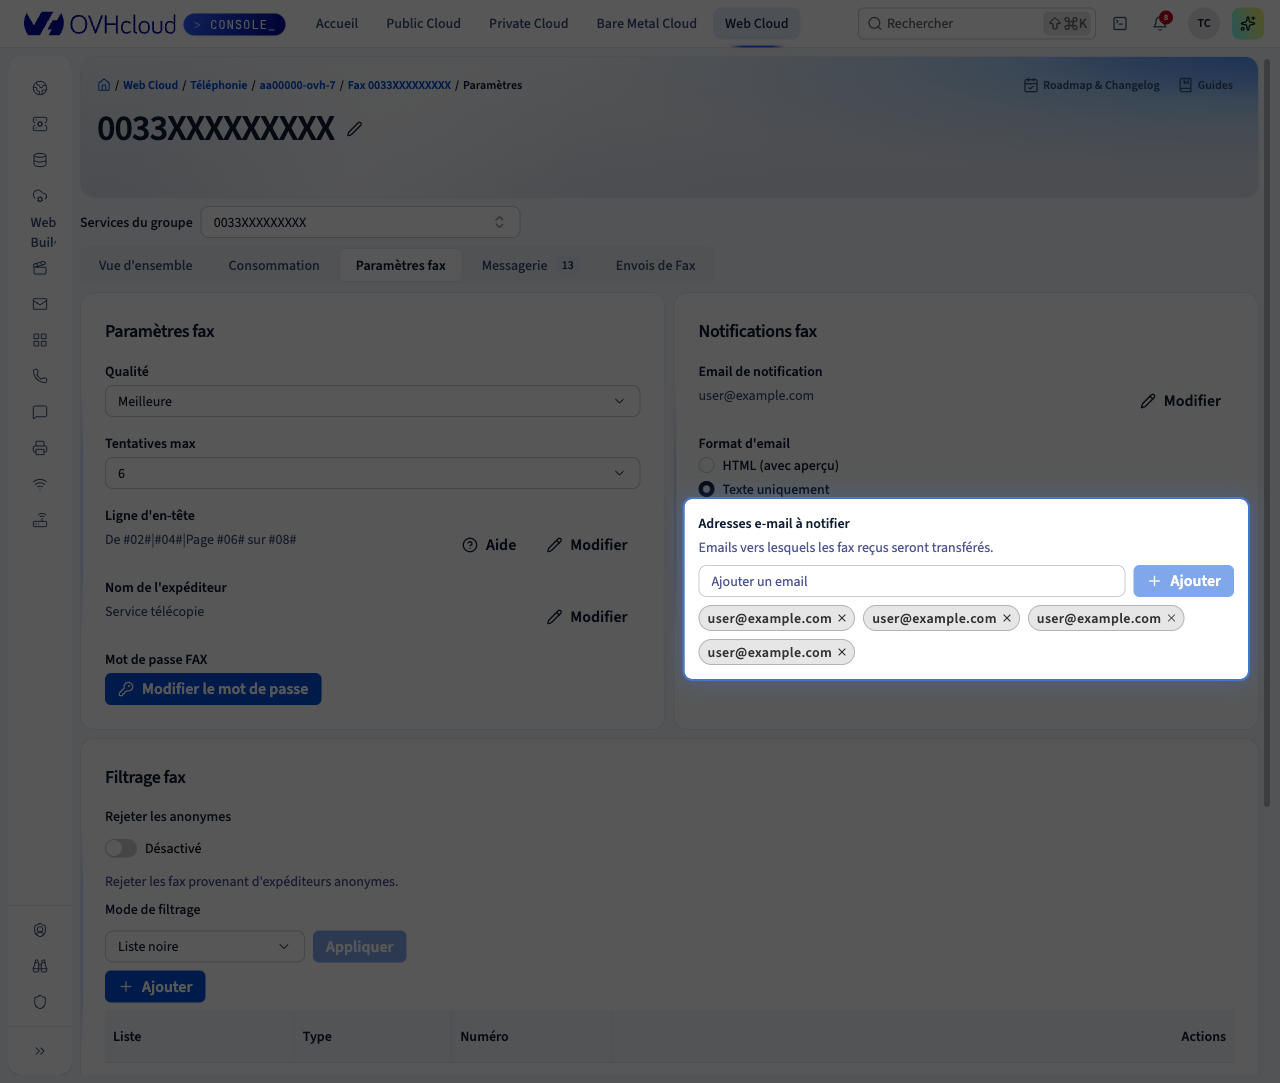 OVHcloud > CONSOLE_ Accueil Public Cloud Private Cloud Bare Metal Cloud Web Cloud Rechercher ⇧⌘K 8 TC
/ Web Cloud / Téléphonie / aa00000-ovh-7 / Fax 0033XXXXXXXXX / Paramètres Roadmap & Changelog Guides
0033XXXXXXXXX
Web
Services du groupe 0033XXXXXXXXX
Vue d'ensemble Consommation Paramètres fax Messagerie 13 Envois de Fax
Paramètres fax
Qualité
Meilleure
Tentatives max
6
Ligne d'en-tête
De #02#|#04#|Page #06# sur #08# Aide Modifier
Nom de l'expéditeur
Service télécopie Modifier
Mot de passe FAX
Modifier le mot de passe
Notifications fax
Email de notification
user@example.com Modifier
Format d'email
HTML (avec aperçu)
Texte uniquement
Adresses e-mail à notifier
Emails vers lesquels les fax reçus seront transférés.
Ajouter un email + Ajouter
user@example.com × user@example.com × user@example.com ×
user@example.com ×
Filtrage fax
Rejeter les anonymes
Désactivé
Rejeter les fax provenant d'expéditeurs anonymes.
Mode de filtrage
Liste noire Appliquer
+ Ajouter
Liste Type Numéro Actions